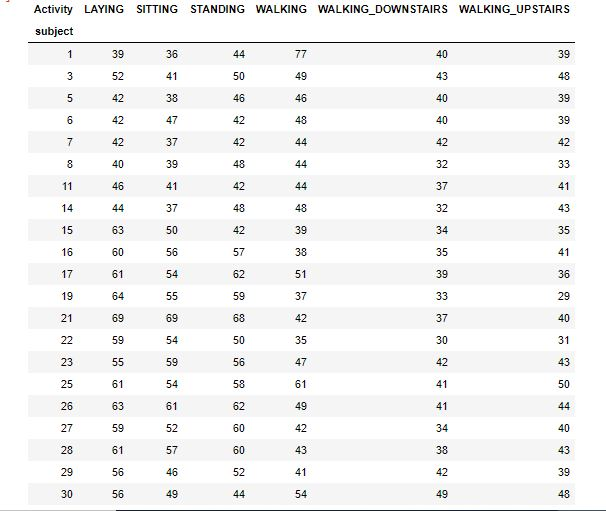 Activity LAYING SITTING STANDING WALKING WALKING_DOWNSTAIRS WALKING_UPSTAIRS
subject
1 39 36 44 77 40 39
3 52 41 50 49 43 48
5 42 38 46 46 40 39
6 42 47 42 48 40 39
7 42 37 42 44 42 42
8 40 39 48 44 32 33
11 46 41 42 44 37 41
14 44 37 48 48 32 43
15 63 50 42 39 34 35
16 60 56 57 38 35 41
17 61 54 62 51 39 36
19 64 55 59 37 33 29
21 69 69 68 42 37 40
22 59 54 50 35 30 31
23 55 59 56 47 42 43
25 61 54 58 61 41 50
26 63 61 62 49 41 44
27 59 52 60 42 34 40
28 61 57 60 43 38 43
29 56 46 52 41 42 39
30 56 49 44 54 49 48